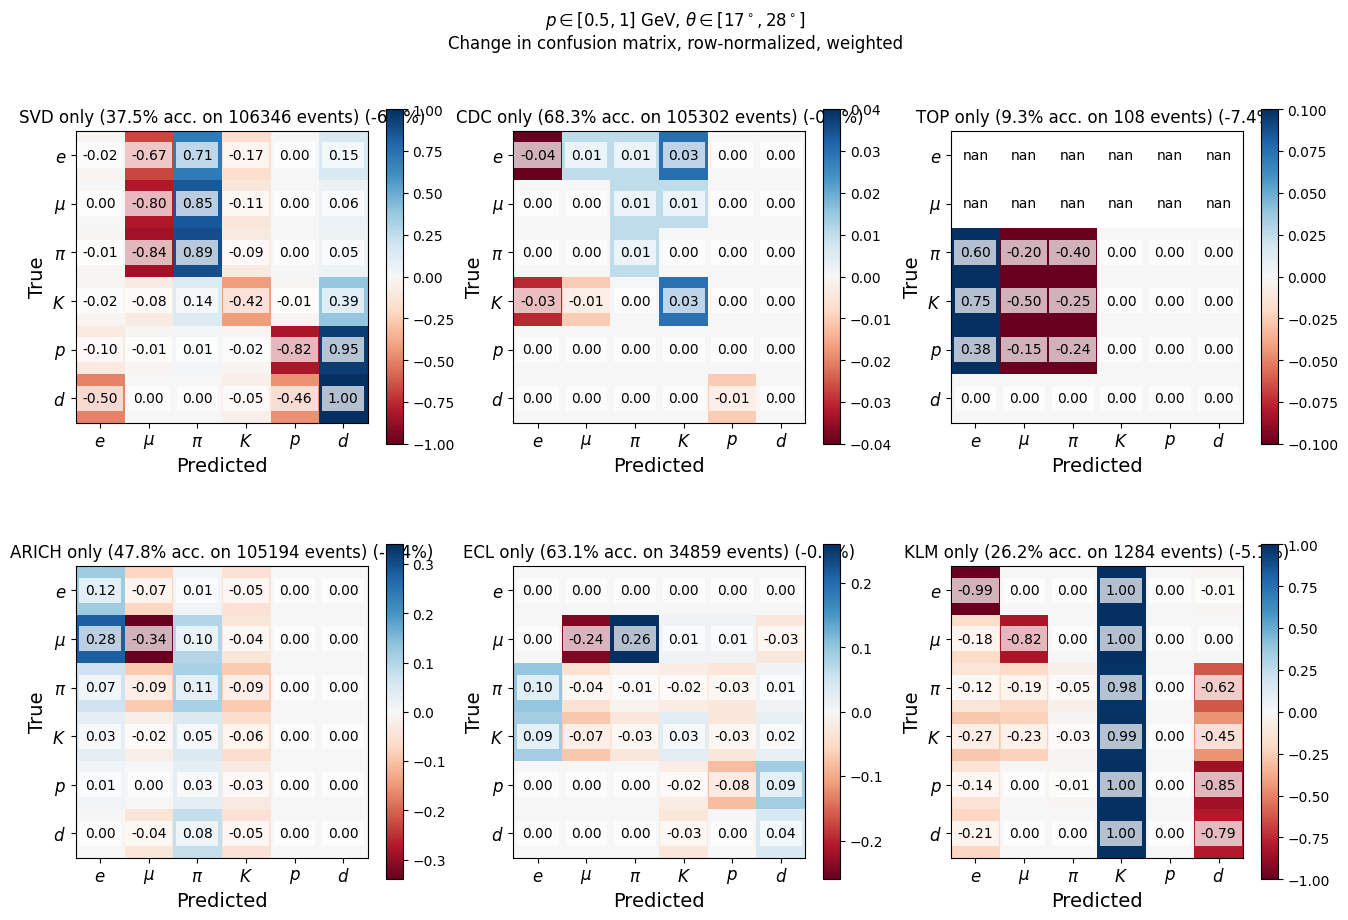 p ∈ [0.5, 1] GeV, θ ∈ [17°, 28°]
Change in confusion matrix, row-normalized, weighted
SVD only (37.5% acc. on 106346 events)
True
e -0.02 -0.67 0.71 -0.17 0.00 0.15
μ 0.00 -0.80 0.85 -0.11 0.00 0.06
π -0.01 -0.84 0.89 -0.09 0.00 0.05
K -0.02 -0.08 0.14 -0.42 -0.01 0.39
p -0.10 -0.01 0.01 -0.02 -0.82 0.95
d -0.50 0.00 0.00 -0.05 -0.46 1.00
e μ π K p d
Predicted
1.00
0.75
0.50
0.25
0.00
−0.25
−0.50
−0.75
−1.00
CDC only (68.3% acc. on 105302 events)
True
e -0.04 0.01 0.01 0.03 0.00 0.00
μ 0.00 0.00 0.01 0.01 0.00 0.00
π 0.00 0.00 0.01 0.00 0.00 0.00
K -0.03 -0.01 0.00 0.03 0.00 0.00
p 0.00 0.00 0.00 0.00 0.00 0.00
d 0.00 0.00 0.00 0.00 -0.01 0.00
e μ π K p d
Predicted
0.04
0.03
0.02
0.01
0.00
−0.01
−0.02
−0.03
−0.04
TOP only (9.3% acc. on 108 events)
True
e nan nan nan nan nan nan
μ nan nan nan nan nan nan
π 0.60 -0.20 -0.40 0.00 0.00 0.00
K 0.75 -0.50 -0.25 0.00 0.00 0.00
p 0.38 -0.15 -0.24 0.00 0.00 0.00
d 0.00 0.00 0.00 0.00 0.00 0.00
e μ π K p d
Predicted
0.100
0.075
0.050
0.025
0.000
−0.025
−0.050
−0.075
−0.100
ARICH only (47.8% acc. on 105194 events)
True
e 0.12 -0.07 0.01 -0.05 0.00 0.00
μ 0.28 -0.34 0.10 -0.04 0.00 0.00
π 0.07 -0.09 0.11 -0.09 0.00 0.00
K 0.03 -0.02 0.05 -0.06 0.00 0.00
p 0.01 0.00 0.03 -0.03 0.00 0.00
d 0.00 -0.04 0.08 -0.05 0.00 0.00
e μ π K p d
Predicted
0.3
0.2
0.1
0.0
−0.1
−0.2
−0.3
ECL only (63.1% acc. on 34859 events)
True
e 0.00 0.00 0.00 0.00 0.00 0.00
μ 0.00 -0.24 0.26 0.01 0.01 -0.03
π 0.10 -0.04 -0.01 -0.02 -0.03 0.01
K 0.09 -0.07 -0.03 0.03 -0.03 0.02
p 0.00 0.00 0.00 -0.02 -0.08 0.09
d 0.00 0.00 0.00 -0.03 0.00 0.04
e μ π K p d
Predicted
0.2
0.1
0.0
−0.1
−0.2
KLM only (26.2% acc. on 1284 events)
True
e -0.99 0.00 0.00 1.00 0.00 -0.01
μ -0.18 -0.82 0.00 1.00 0.00 0.00
π -0.12 -0.19 -0.05 0.98 0.00 -0.62
K -0.27 -0.23 -0.03 0.99 0.00 -0.45
p -0.14 0.00 -0.01 1.00 0.00 -0.85
d -0.21 0.00 0.00 1.00 0.00 -0.79
e μ π K p d
Predicted
1.00
0.75
0.50
0.25
0.00
−0.25
−0.50
−0.75
−1.00